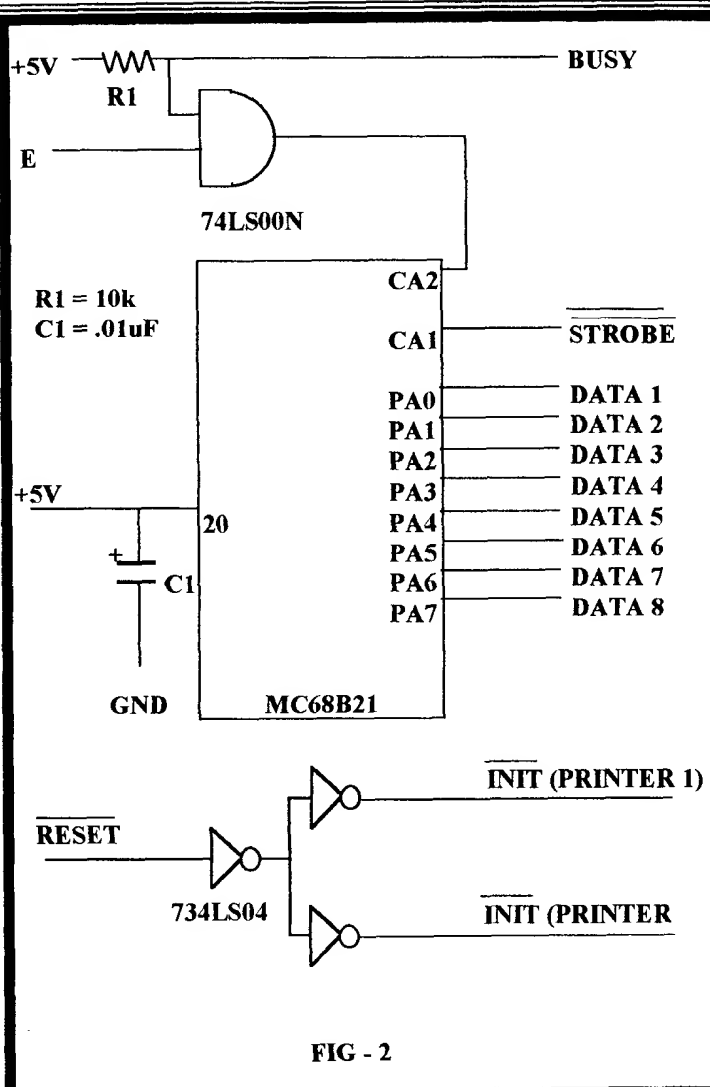 +5V
R1
BUSY
E
74LS00N
R1 = 10k
C1 = .01uF
CA2
CA1
STROBE
PA0
DATA 1
PA1
DATA 2
PA2
DATA 3
PA3
DATA 4
PA4
DATA 5
PA5
DATA 6
PA6
DATA 7
PA7
DATA 8
+5V
20
+
C1
GND
MC68B21
INIT (PRINTER 1)
RESET
734LS04
INIT (PRINTER
FIG - 2